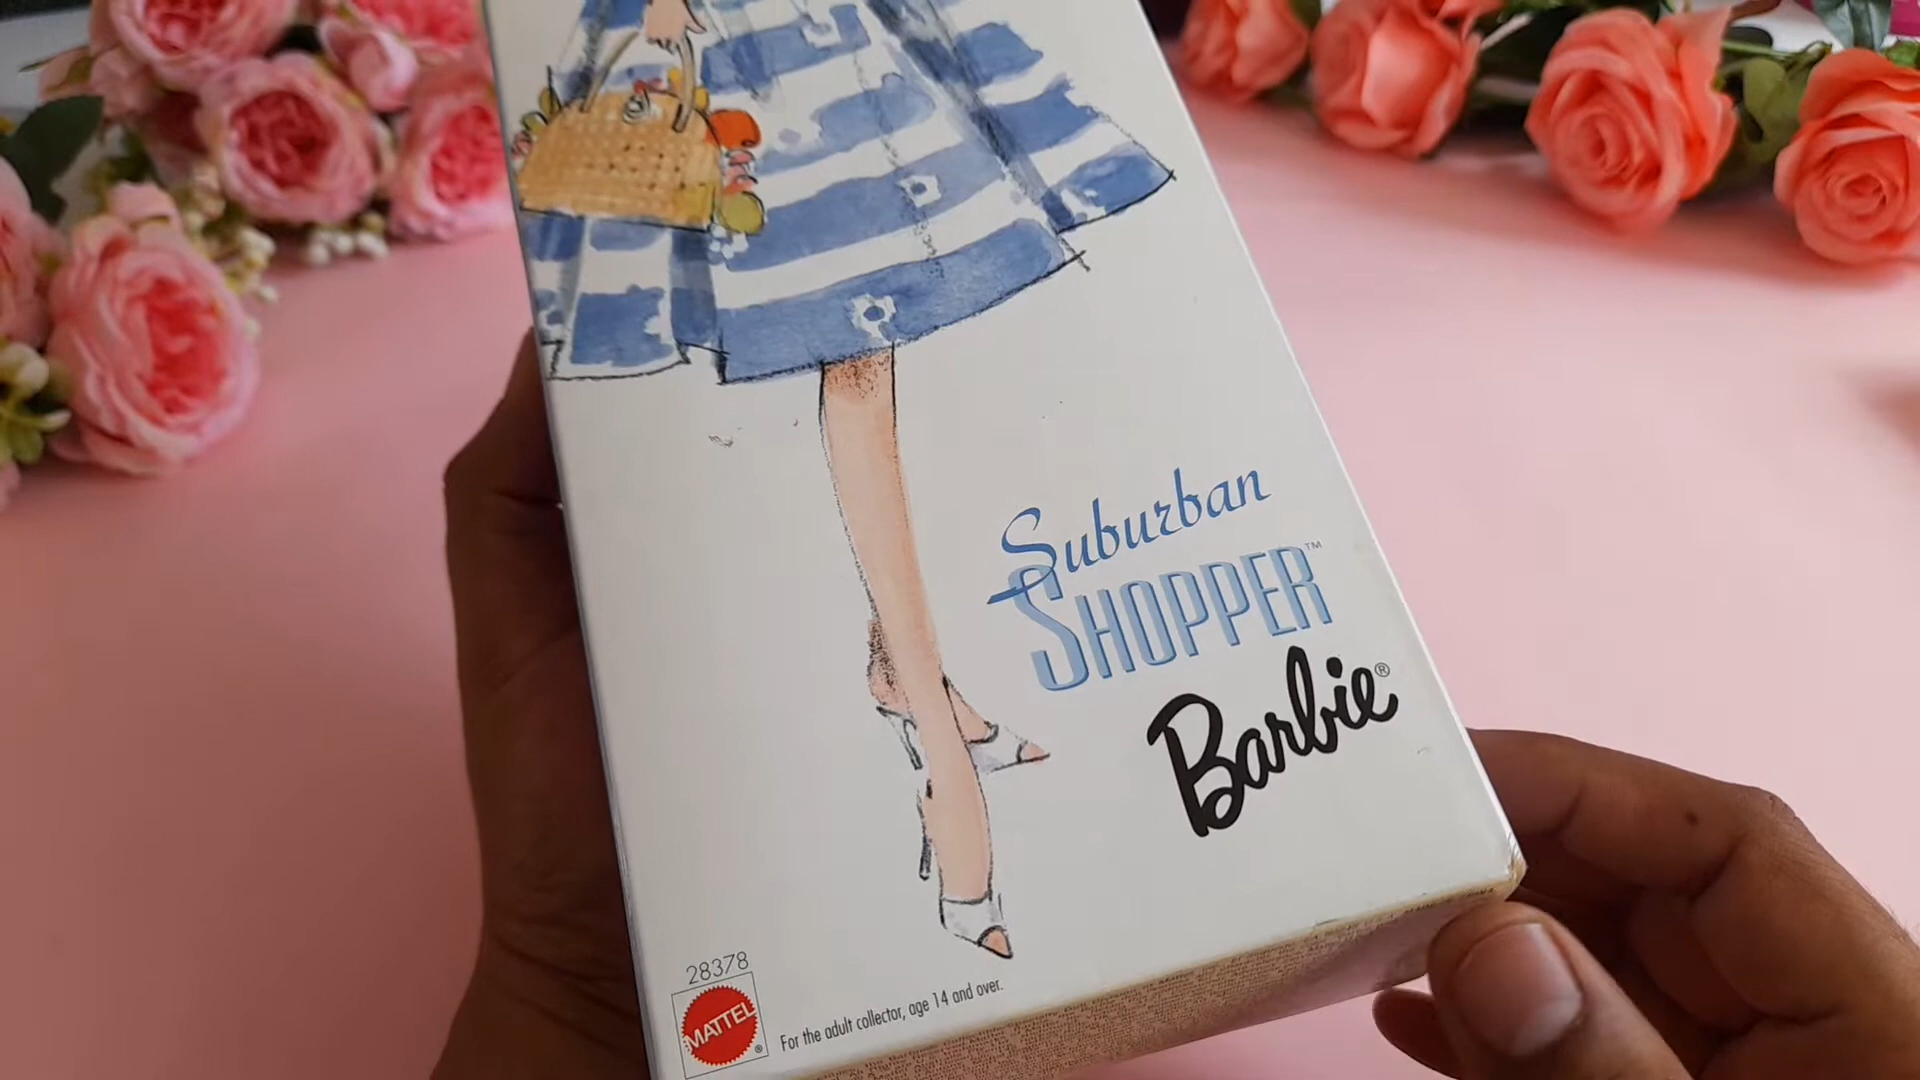 Suburban
SHOPPER™
Barbie®
28378
MATTEL®
For the adult collector, age 14 and over.